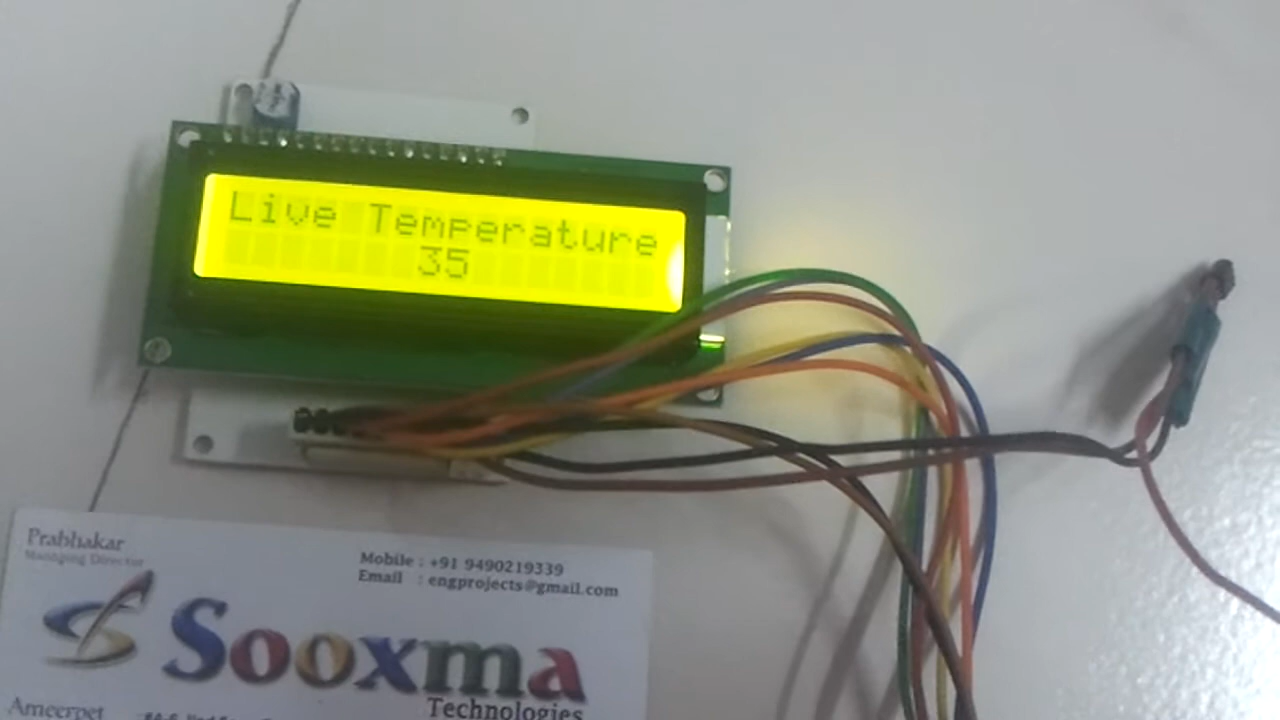 Live Temperature
35
Prabhakar
Managing Director
Mobile : +91 9490219339
Email : engprojects@gmail.com
Sooxma
Technologies
Ameerpet